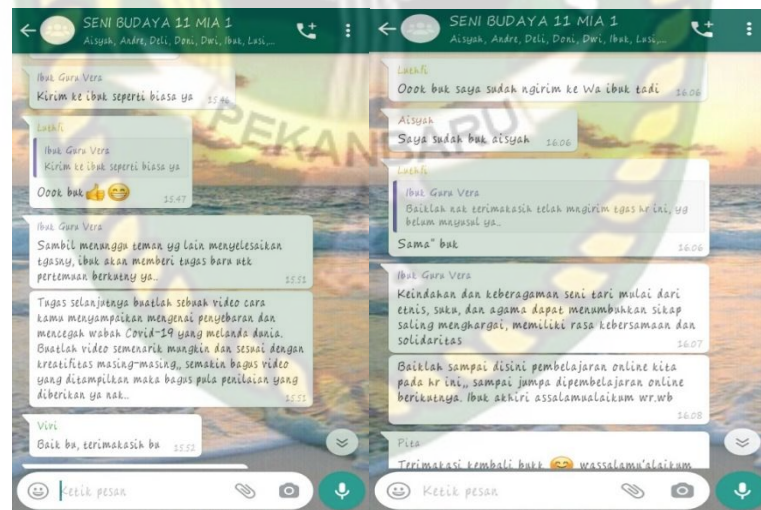 SENI BUDAYA 11 MIA 1
Aisyah, Andre, Deli, Doni, Dwi, Ibuk, Lusi,...
Ibuk Guru Vera
Kirim ke ibuk seperti biasa ya 15.46
Luthfi
Ibuk Guru Vera
Kirim ke ibuk seperti biasa ya
Oook buk👍😁 15.47
Ibuk Guru Vera
Sambil menunggu teman yg lain menyelesaikan
tgasny, ibuk akan memberi tugas baru utk
pertemuan berkutny ya.. 15.51
Tugas selanjutnya buatlah sebuah video cara
kamu menyampaikan mengenai penyebaran dan
mencegah wabah Covid-19 yang melanda dunia.
Buatlah video semenarik mungkin dan sesuai dengan
kreatifitas masing-masing,, semakin bagus video
yang ditampilkan maka bagus pula penilaian yang
diberikan ya nak.. 15.51
Viri
Baik bu, terimakasih bu 15.52
Ketik pesan
SENI BUDAYA 11 MIA 1
Aisyah, Andre, Deli, Doni, Dwi, Ibuk, Lusi,...
Luthfi
Oook buk saya sudah ngirim ke Wa ibuk tadi 16.06
Aisyah
Saya sudah buk aisyah 16.06
Luthfi
Ibuk Guru Vera
Baiklah nak terimakasih telah mngirim tgas hr ini, yg
belum mnyusul ya..
Sama" buk 16.06
Ibuk Guru Vera
Keindahan dan keberagaman seni tari mulai dari
etnis, suku, dan agama dapat menumbuhkan sikap
saling menghargai, memiliki rasa kebersamaan dan
solidaritas 16.07
Baiklah sampai disini pembelajaran online kita
pada hr ini,, sampai jumpa dipembelajaran online
berikutnya. Ibuk akhiri assalamualaikum wr.wb
16.08
Pita
Terimakasi kembali bukk 😊 wassalamu'alaikum
Ketik pesan
PEKANBARU